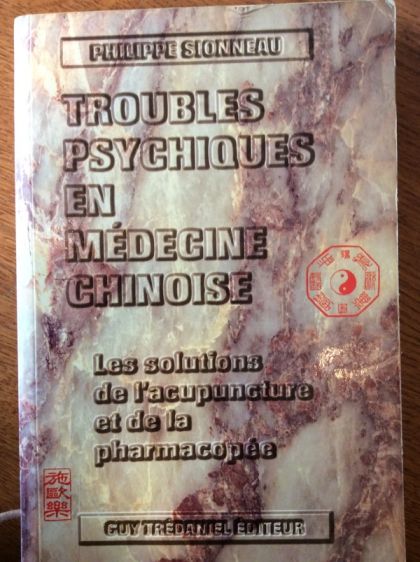 PHILIPPE SIONNEAU
TROUBLES
PSYCHIQUES
EN
MÉDECINE
CHINOISE
Les solutions
de l'acupuncture
et de la
pharmacopée
施
歐
樂
GUY TRÉDANIEL ÉDITEUR